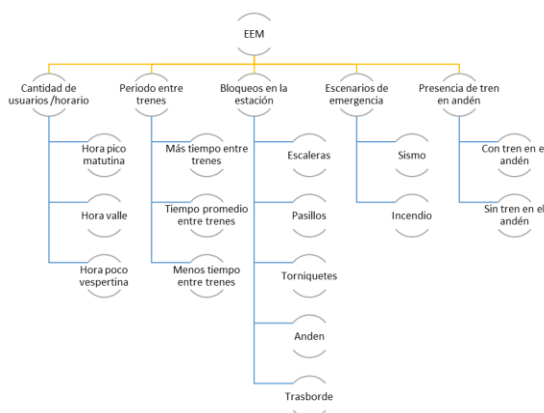 EEM
Cantidad de
usuarios /horario
Periodo entre
trenes
Bloqueos en la
estación
Escenarios de
emergencia
Presencia de tren
en andén
Hora pico
matutina
Hora valle
Hora poco
vespertina
Más tiempo entre
trenes
Tiempo promedio
entre trenes
Menos tiempo
entre trenes
Escaleras
Pasillos
Torniquetes
Anden
Trasborde
Sismo
Incendio
Con tren en el
andén
Sin tren en el
andén